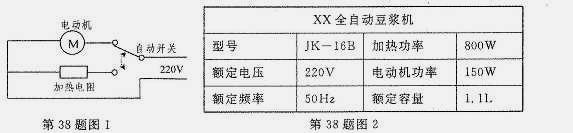 电动机
M
自动开关
220V
加热电阻
第38题图1
XX全自动豆浆机
型号 JK-16B 加热功率 800W
额定电压 220V 电动机功率 150W
额定频率 50Hz 额定容量 1.1L
第38题图2